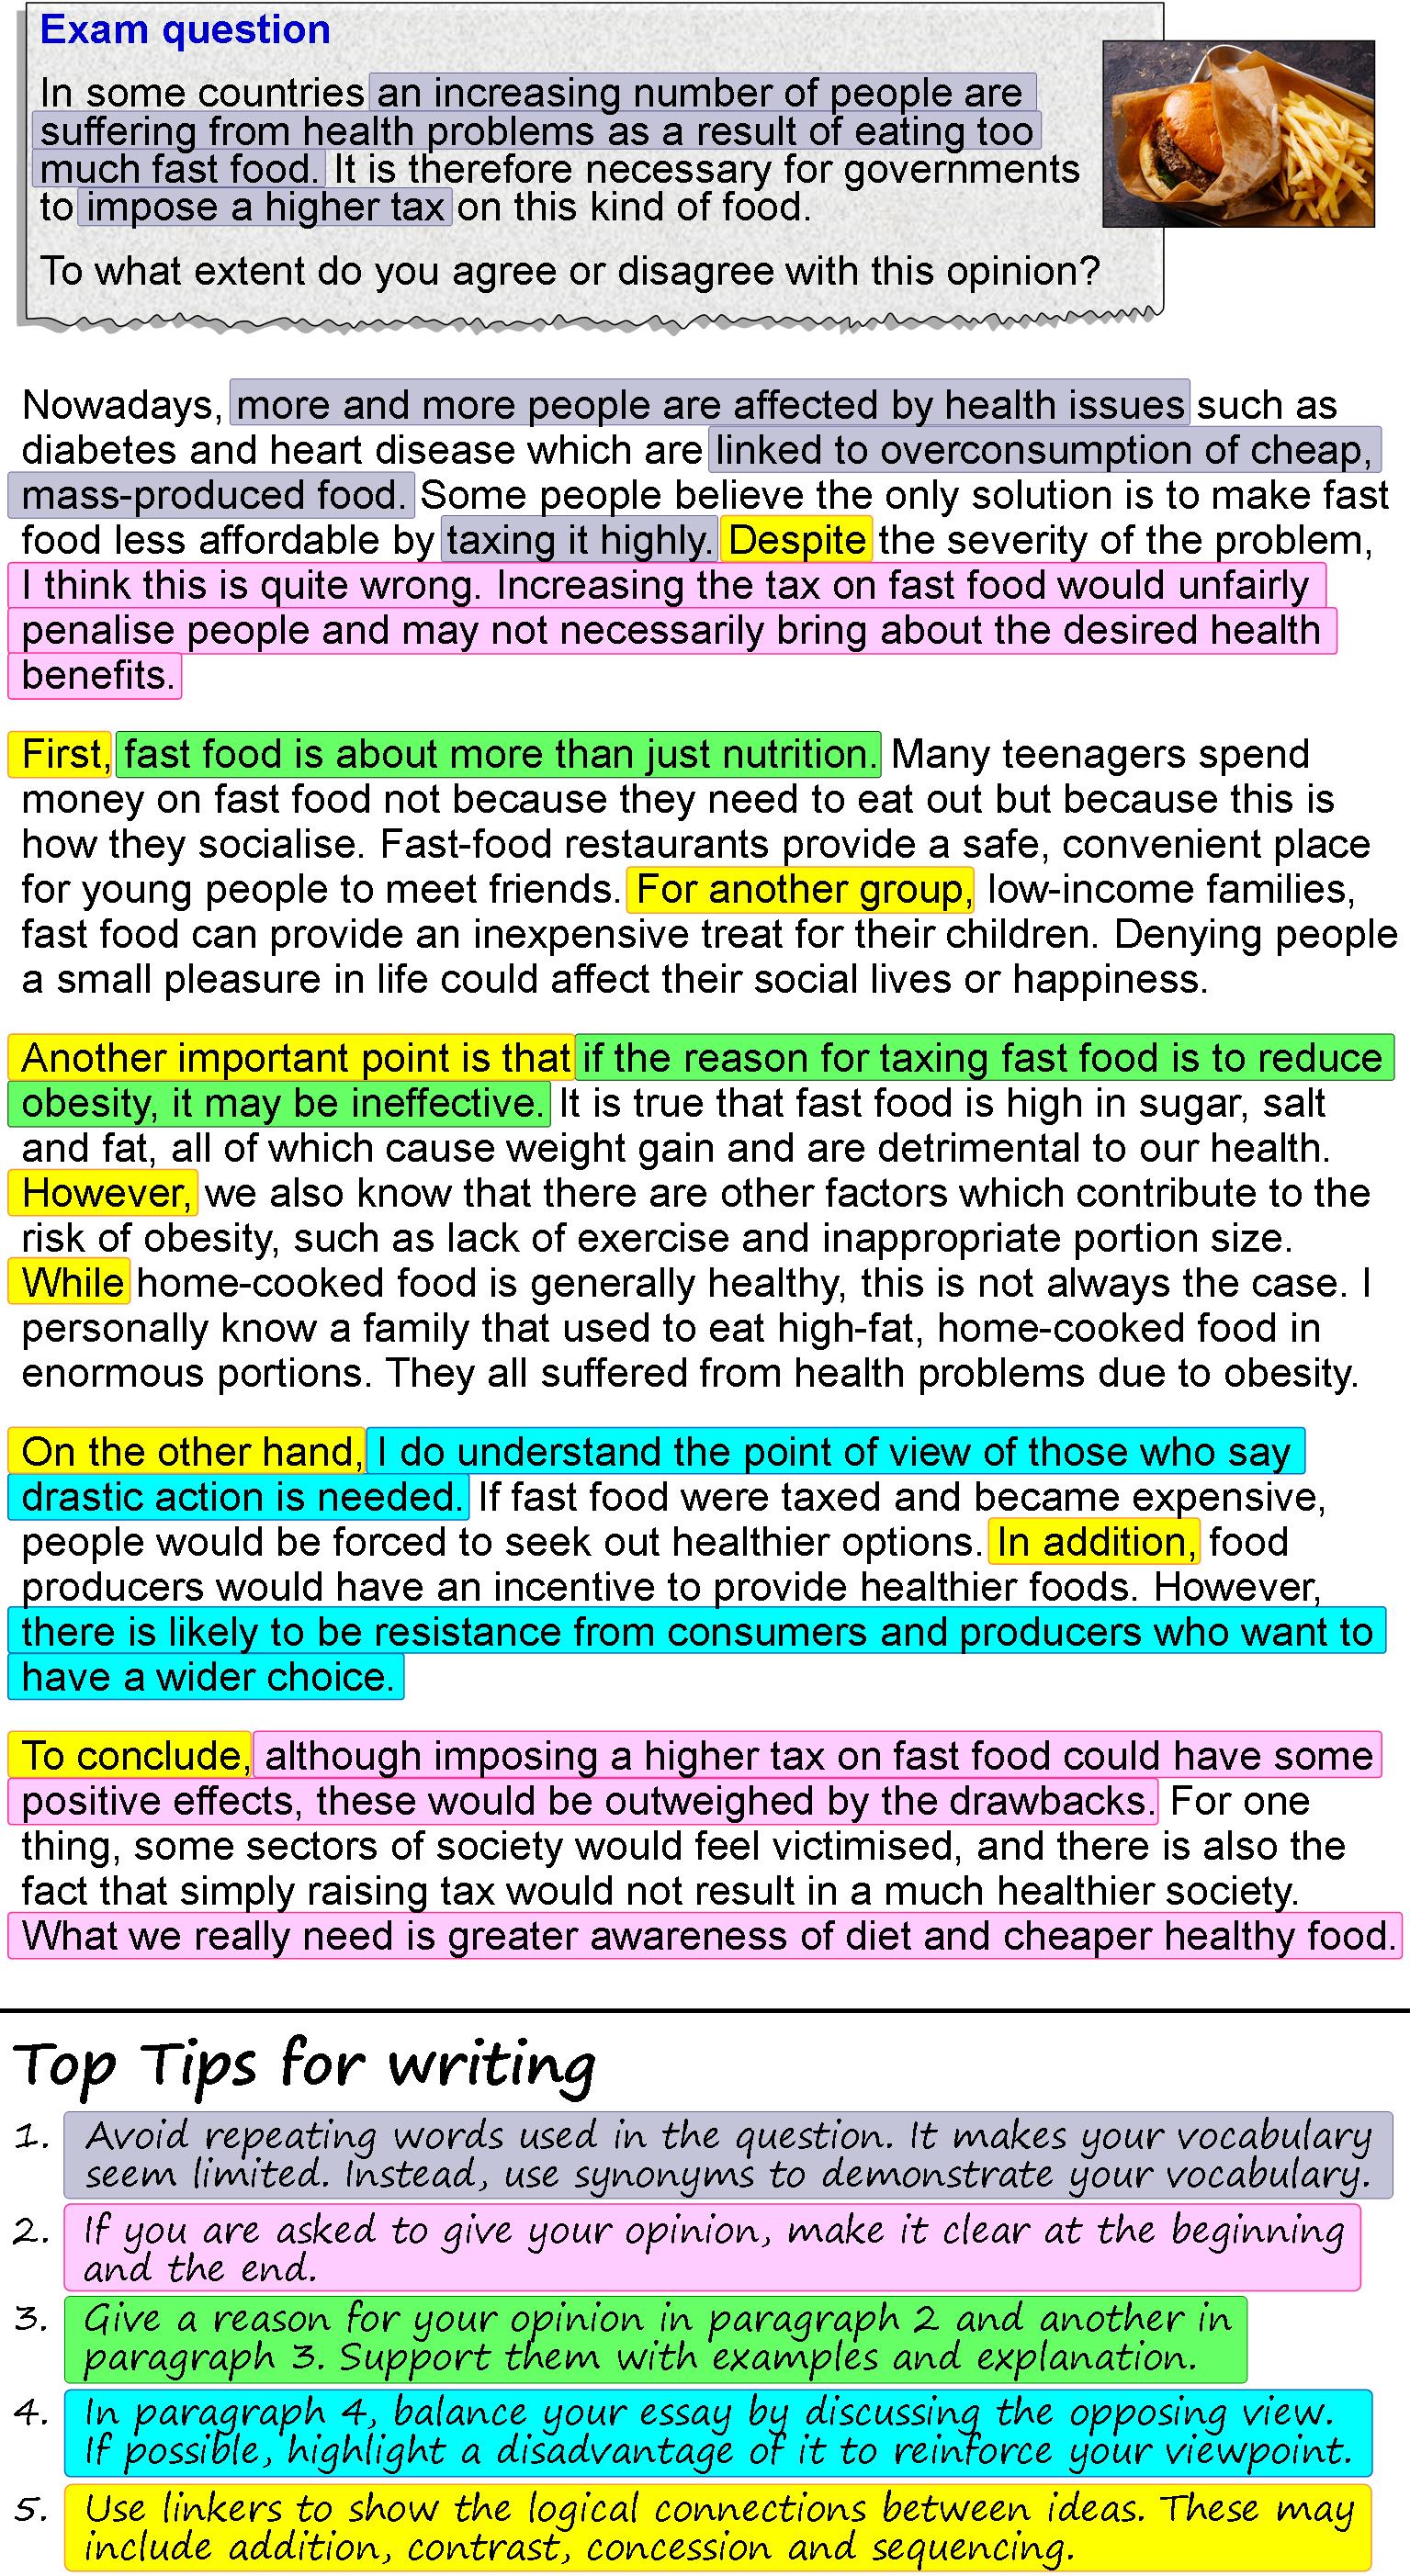 Exam question
In some countries an increasing number of people are
suffering from health problems as a result of eating too
much fast food. It is therefore necessary for governments
to impose a higher tax on this kind of food.
To what extent do you agree or disagree with this opinion?
Nowadays, more and more people are affected by health issues such as
diabetes and heart disease which are linked to overconsumption of cheap,
mass-produced food. Some people believe the only solution is to make fast
food less affordable by taxing it highly. Despite the severity of the problem,
I think this is quite wrong. Increasing the tax on fast food would unfairly
penalise people and may not necessarily bring about the desired health
benefits.
First, fast food is about more than just nutrition. Many teenagers spend
money on fast food not because they need to eat out but because this is
how they socialise. Fast-food restaurants provide a safe, convenient place
for young people to meet friends. For another group, low-income families,
fast food can provide an inexpensive treat for their children. Denying people
a small pleasure in life could affect their social lives or happiness.
Another important point is that if the reason for taxing fast food is to reduce
obesity, it may be ineffective. It is true that fast food is high in sugar, salt
and fat, all of which cause weight gain and are detrimental to our health.
However, we also know that there are other factors which contribute to the
risk of obesity, such as lack of exercise and inappropriate portion size.
While home-cooked food is generally healthy, this is not always the case. I
personally know a family that used to eat high-fat, home-cooked food in
enormous portions. They all suffered from health problems due to obesity.
On the other hand, I do understand the point of view of those who say
drastic action is needed. If fast food were taxed and became expensive,
people would be forced to seek out healthier options. In addition, food
producers would have an incentive to provide healthier foods. However,
there is likely to be resistance from consumers and producers who want to
have a wider choice.
To conclude, although imposing a higher tax on fast food could have some
positive effects, these would be outweighed by the drawbacks. For one
thing, some sectors of society would feel victimised, and there is also the
fact that simply raising tax would not result in a much healthier society.
What we really need is greater awareness of diet and cheaper healthy food.
Top Tips for writing
1. Avoid repeating words used in the question. It makes your vocabulary
seem limited. Instead, use synonyms to demonstrate your vocabulary.
2. If you are asked to give your opinion, make it clear at the beginning
and the end.
3. Give a reason for your opinion in paragraph 2 and another in
paragraph 3. Support them with examples and explanation.
4. In paragraph 4, balance your essay by discussing the opposing view.
If possible, highlight a disadvantage of it to reinforce your viewpoint.
5. Use linkers to show the logical connections between ideas. These may
include addition, contrast, concession and sequencing.